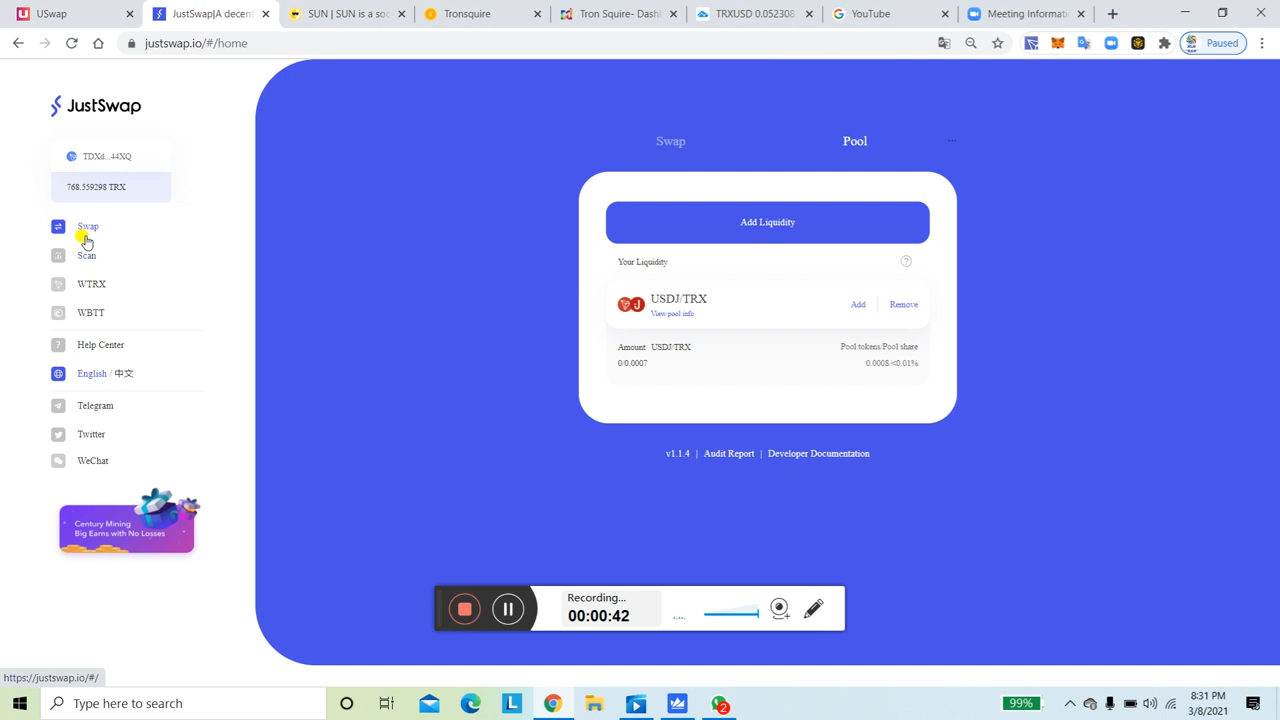 USwap
JustSwap|A decent
SUN | SUN is a soc
Tronsquire
Tron Squire- Dash
TRXUSD 0.052308
YouTube
Meeting Informati
justswap.io/#/home
Paused
JustSwap
TDXd...44XQ
768.559298 TRX
Swap
Scan
WTRX
WBTT
Help Center
English / 中文
Telegram
Twitter
WeChat
Century Mining
Big Earns with No Losses
Swap
Pool
...
Add Liquidity
Your Liquidity
?
USDJ/TRX
View pool info
Add
Remove
Amount USDJ/TRX
Pool tokens/Pool share
0/0.0007
0.0008/<0.01%
v1.1.4 | Audit Report | Developer Documentation
Recording...
00:00:42
https://justswap.io/#/
Type here to search
2
99%
8:31 PM
3/8/2021